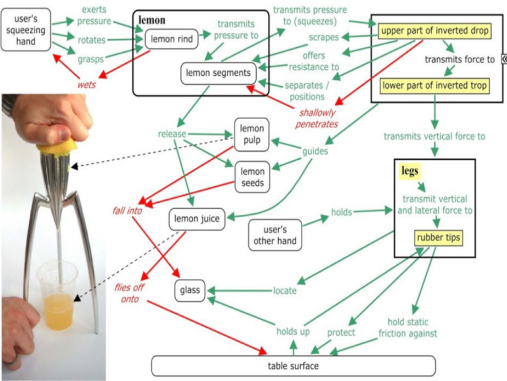 user's
squeezing
hand
exerts
pressure
rotates
grasps
wets
lemon
lemon rind
transmits
pressure to
lemon segments
transmits pressure
to (squeezes)
scrapes
offers
resistance to
separates /
positions
shallowly
penetrates
upper part of inverted drop
transmits force to
lower part of inverted trop
release
lemon
pulp
lemon
seeds
guides
transmits vertical force to
legs
transmit vertical
and lateral force to
rubber tips
fall into
lemon juice
user's
other hand
holds
flies off
onto
glass
locate
holds up
protect
hold static
friction against
table surface